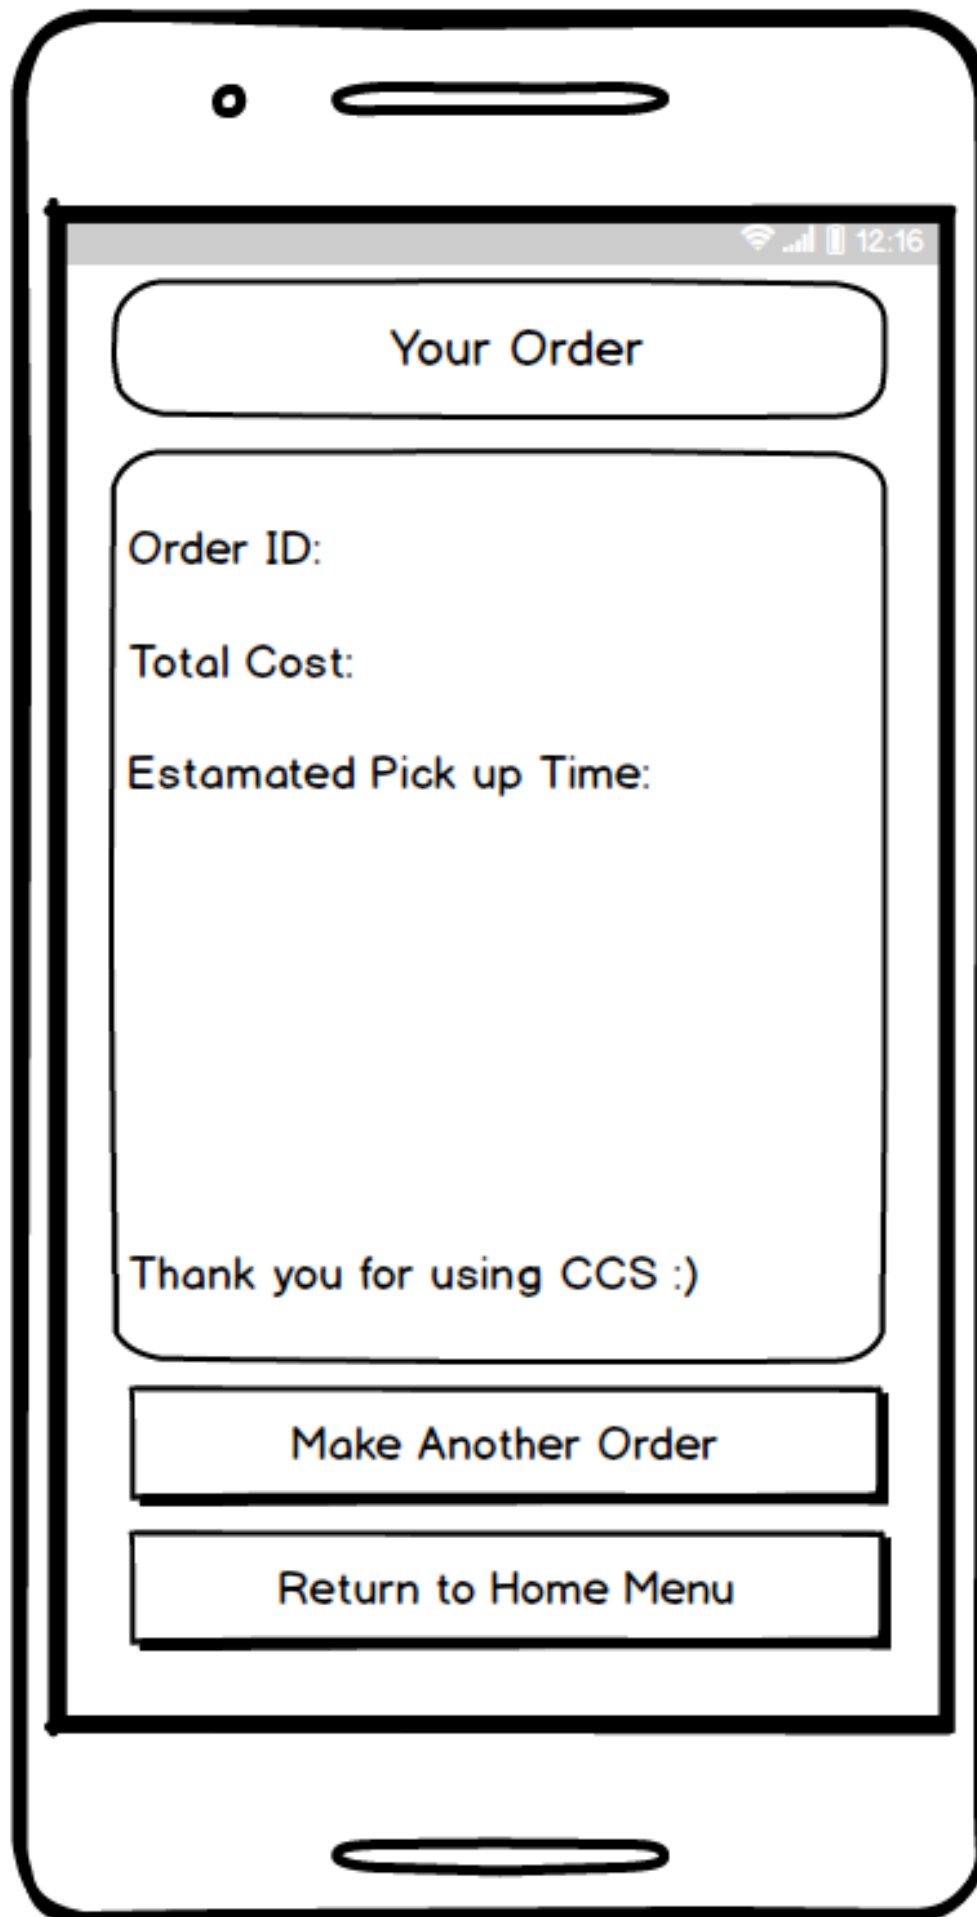 12:16
Your Order
Order ID:
Total Cost:
Estamated Pick up Time:
Thank you for using CCS :)
Make Another Order
Return to Home Menu